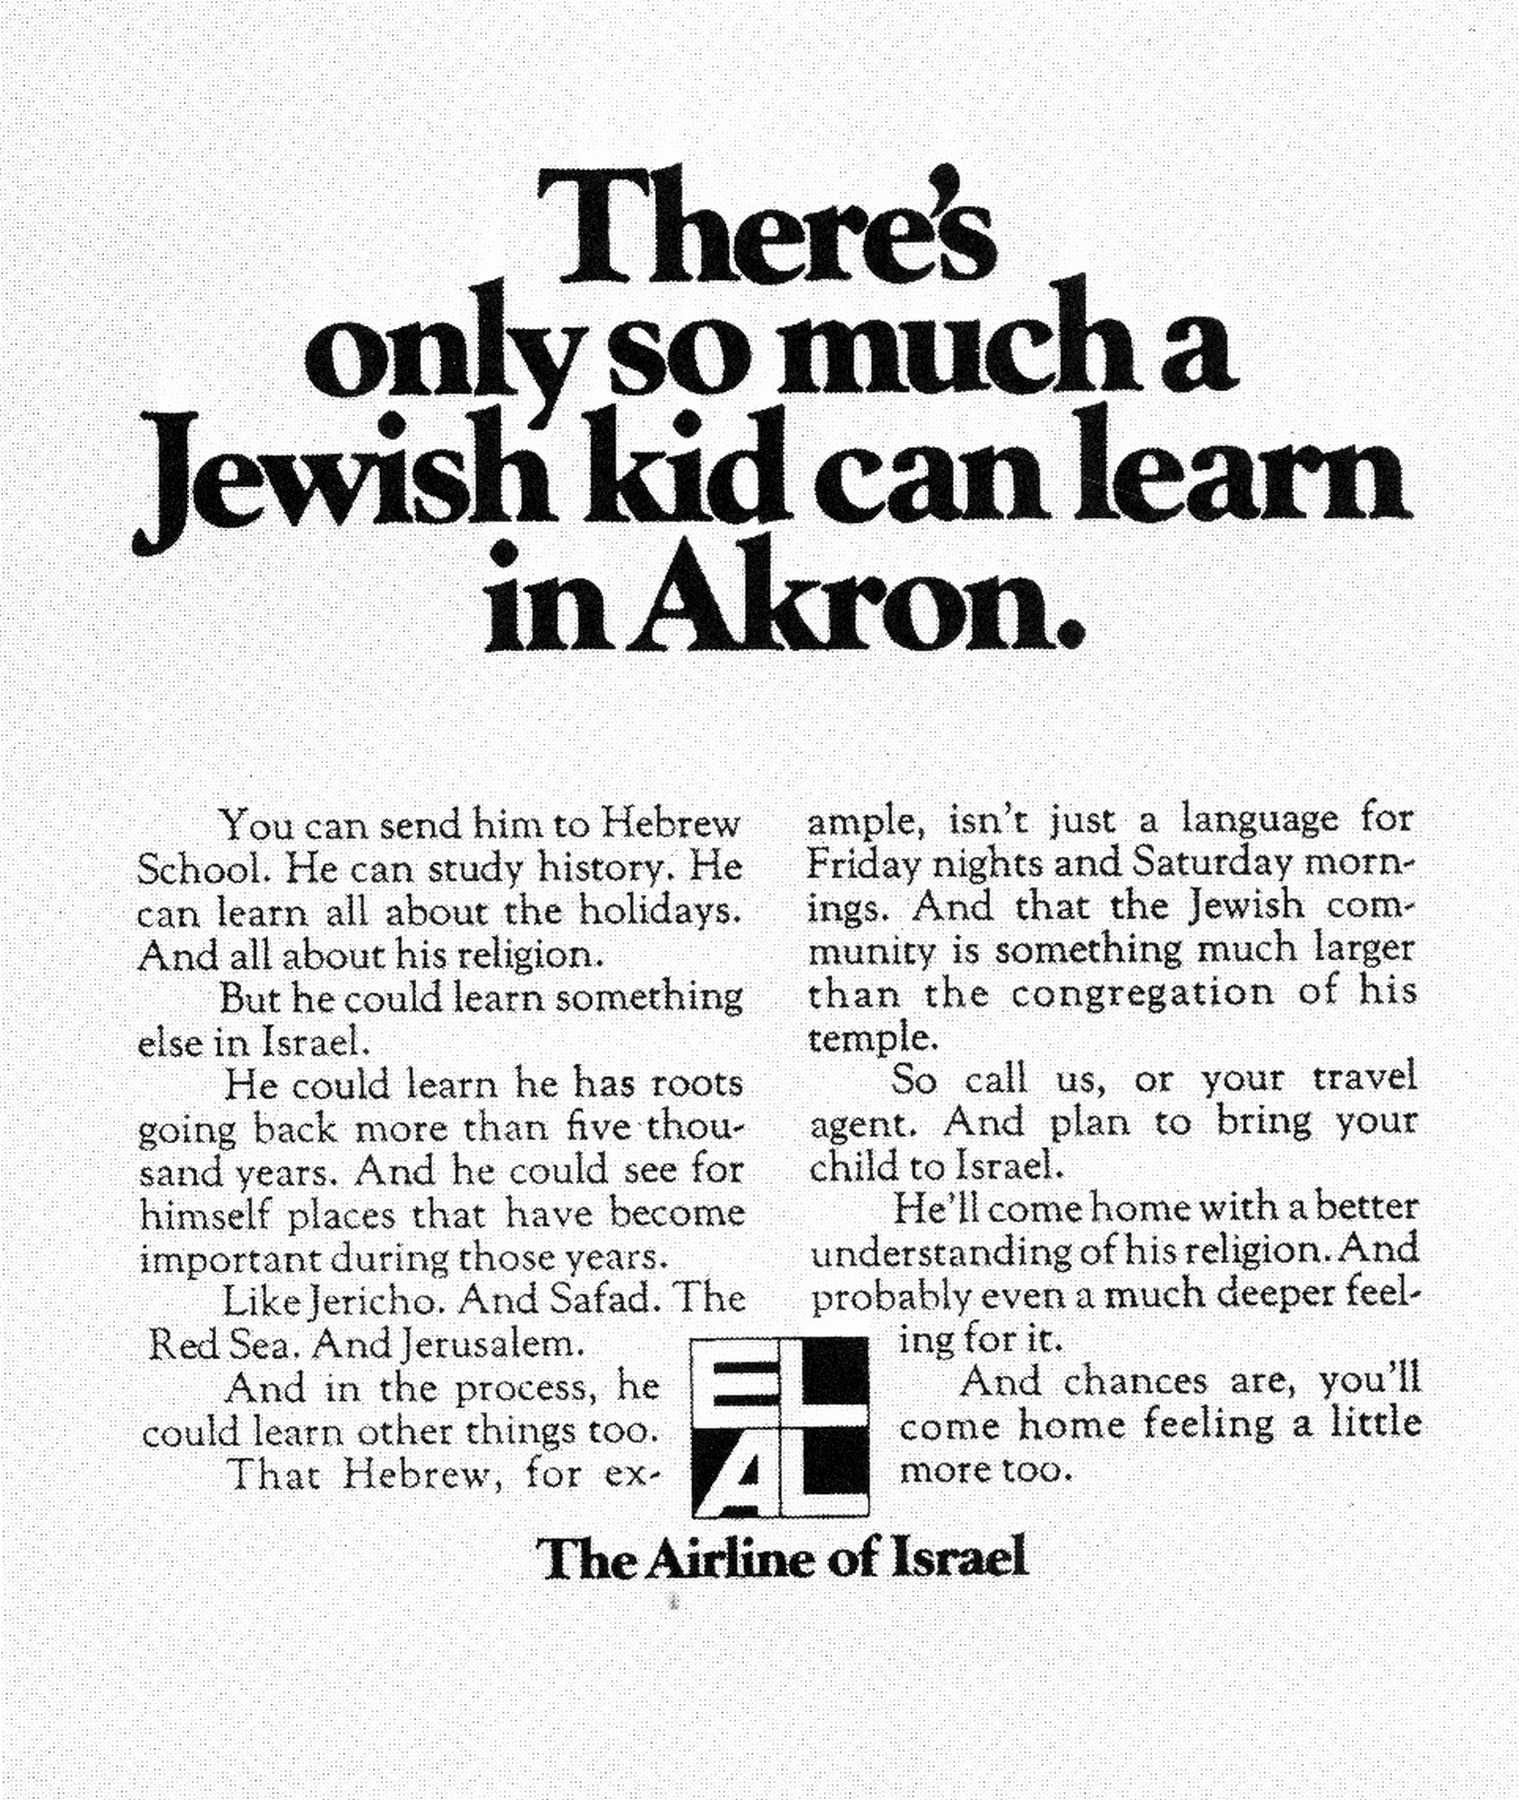 There's
only so much a
Jewish kid can learn
in Akron.
You can send him to Hebrew
School. He can study history. He
can learn all about the holidays.
And all about his religion.
But he could learn something
else in Israel.
He could learn he has roots
going back more than five thou-
sand years. And he could see for
himself places that have become
important during those years.
Like Jericho. And Safad. The
Red Sea. And Jerusalem.
And in the process, he
could learn other things too.
That Hebrew, for ex-
ample, isn't just a language for
Friday nights and Saturday morn-
ings. And that the Jewish com-
munity is something much larger
than the congregation of his
temple.
So call us, or your travel
agent. And plan to bring your
child to Israel.
He'll come home with a better
understanding of his religion. And
probably even a much deeper feel-
ing for it.
And chances are, you'll
come home feeling a little
more too.
EL
AL
The Airline of Israel